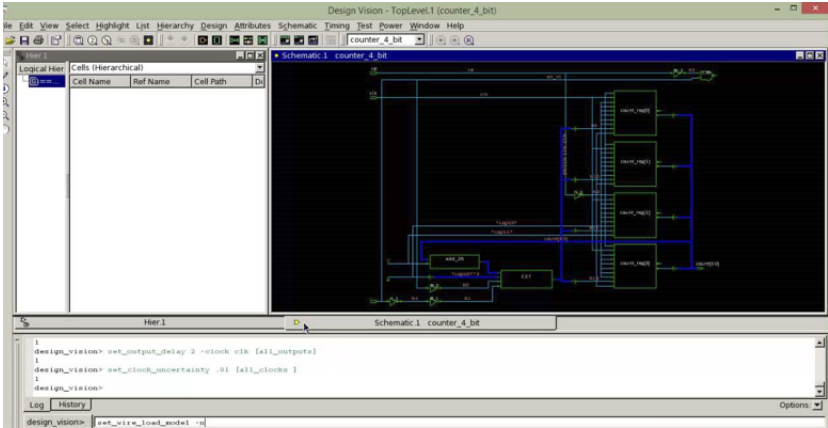 Design Vision - TopLevel.1 (counter_4_bit)
ile Edit View Select Highlight List Hierarchy Design Attributes Schematic Timing Test Power Window Help
counter_4_bit
Hier.1
Schematic.1 counter_4_bit
Logical Hier
Cells (Hierarchical)
Cell Name Ref Name Cell Path
count_reg[0]
count_reg[1]
count_reg[2]
count_reg[3]
*Logic0*
*Logic1*
Hier.1
Schematic.1 counter_4_bit
1
design_vision> set_output_delay 2 -clock clk [all_outputs]
1
design_vision> set_clock_uncertainty .01 [all_clocks ]
1
design_vision>
Log History
Options:
design_vision> set_wire_load_model -n